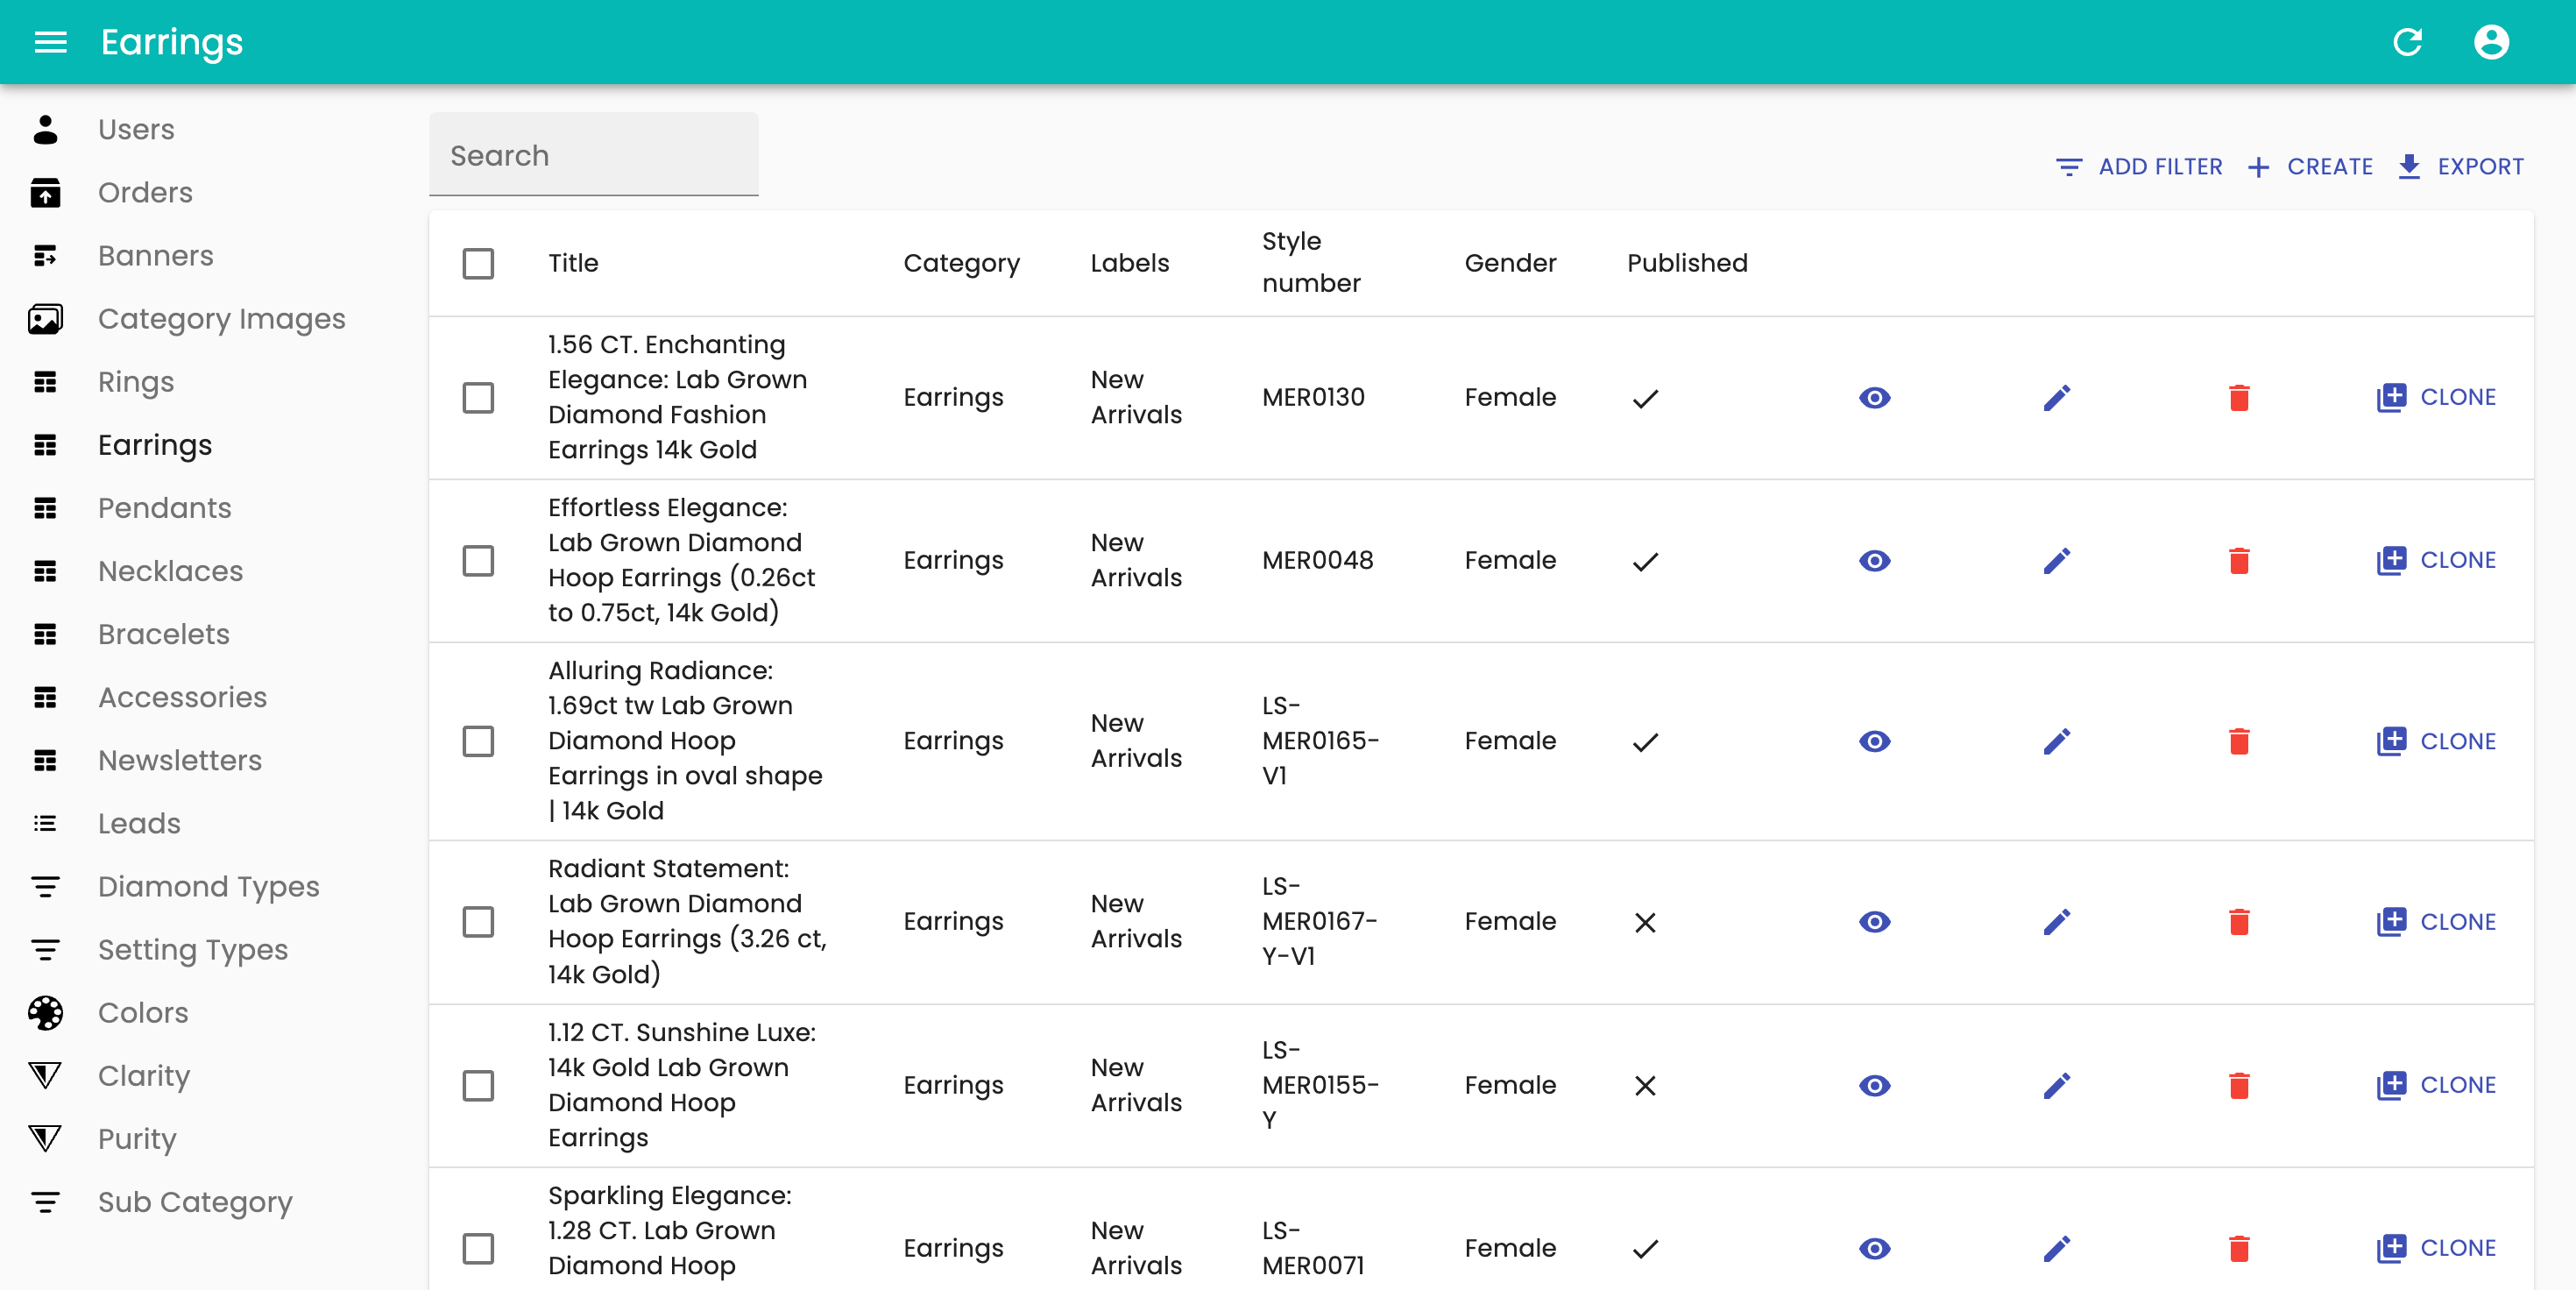 Earrings
Users
Orders
Banners
Category Images
Rings
Earrings
Pendants
Necklaces
Bracelets
Accessories
Newsletters
Leads
Diamond Types
Setting Types
Colors
Clarity
Purity
Sub Category
Search
ADD FILTER
CREATE
EXPORT
Title
Category
Labels
Style
number
Gender
Published
1.56 CT. Enchanting
Elegance: Lab Grown
Diamond Fashion
Earrings 14k Gold
Earrings
New
Arrivals
MER0130
Female
CLONE
Effortless Elegance:
Lab Grown Diamond
Hoop Earrings (0.26ct
to 0.75ct, 14k Gold)
Earrings
New
Arrivals
MER0048
Female
CLONE
Alluring Radiance:
1.69ct tw Lab Grown
Diamond Hoop
Earrings in oval shape
| 14k Gold
Earrings
New
Arrivals
LS-
MER0165-
V1
Female
CLONE
Radiant Statement:
Lab Grown Diamond
Hoop Earrings (3.26 ct,
14k Gold)
Earrings
New
Arrivals
LS-
MER0167-
Y-V1
Female
CLONE
1.12 CT. Sunshine Luxe:
14k Gold Lab Grown
Diamond Hoop
Earrings
Earrings
New
Arrivals
LS-
MER0155-
Y
Female
CLONE
Sparkling Elegance:
1.28 CT. Lab Grown
Diamond Hoop
Earrings
New
Arrivals
LS-
MER0071
Female
CLONE